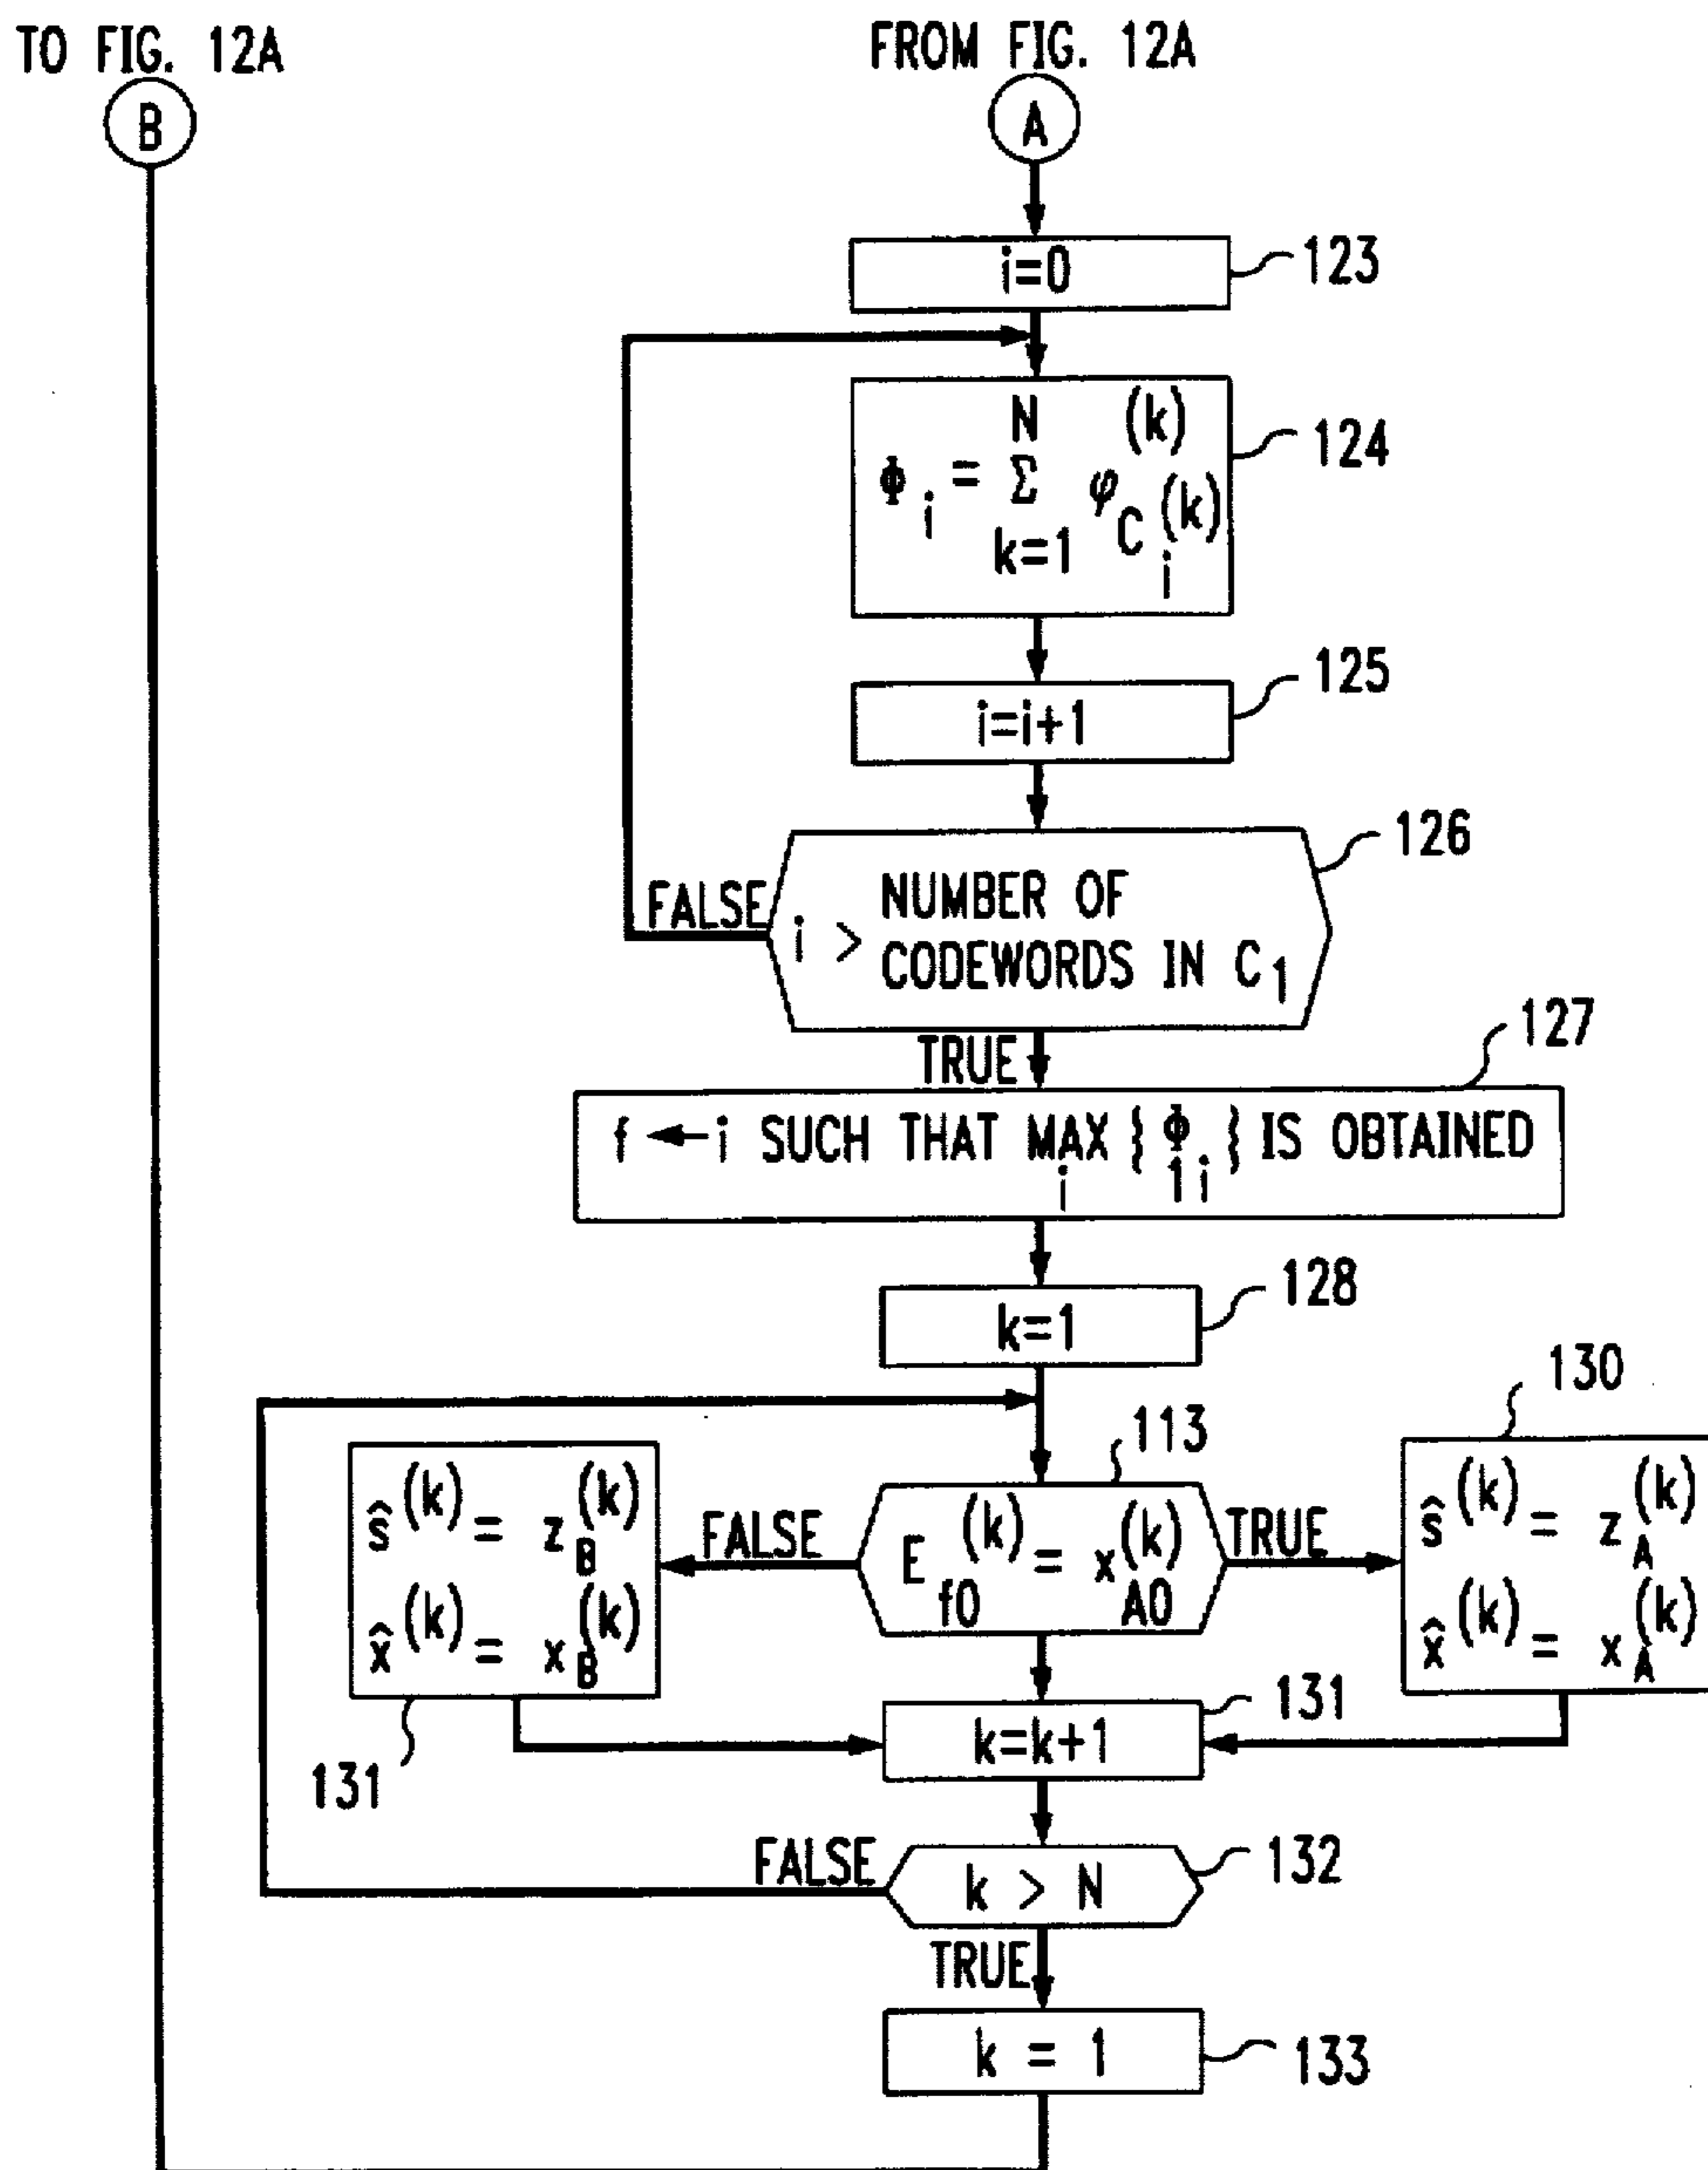 TO FIG. 12A
B
FROM FIG. 12A
A
i=0
123
Φ_i = Σ_{k=1}^{N} φ_{C_i^{(k)}}^{(k)}
124
i=i+1
125
i > NUMBER OF
CODEWORDS IN C_1
126
FALSE
TRUE
127
f ← i SUCH THAT MAX_i { Φ_{1i} } IS OBTAINED
k=1
128
113
E_{f0}^{(k)} = x_{A0}^{(k)}
FALSE
TRUE
ŝ^{(k)} = z_B^{(k)}
x̂^{(k)} = x_B^{(k)}
131
130
ŝ^{(k)} = z_A^{(k)}
x̂^{(k)} = x_A^{(k)}
k=k+1
131
k > N
132
FALSE
TRUE
k = 1
133